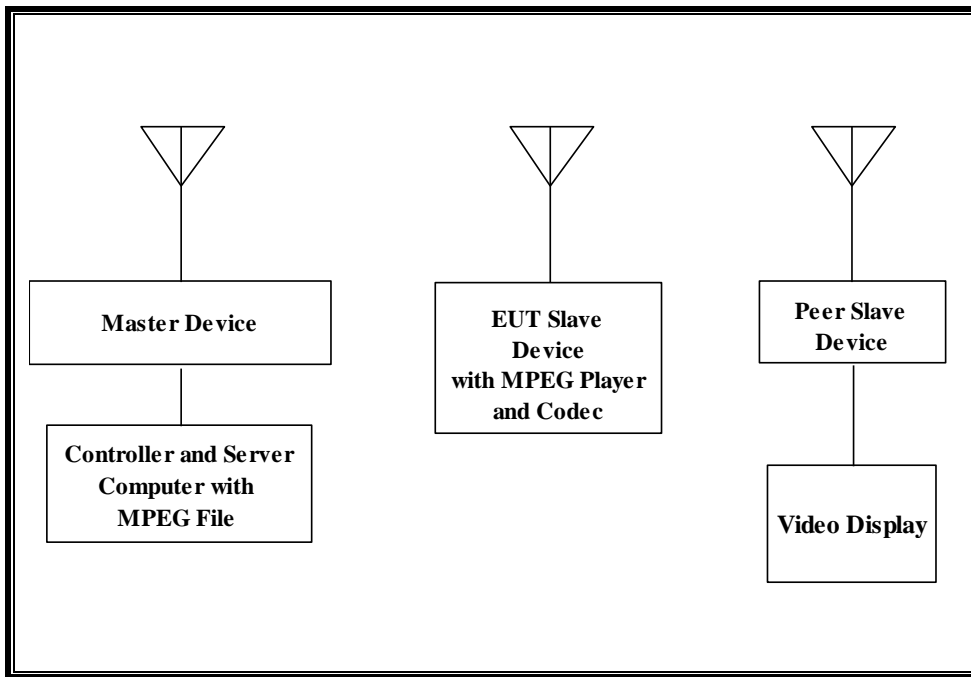 Master Device
Controller and Server
Computer with
MPEG File
EUT Slave
Device
with MPEG Player
and Codec
Peer Slave
Device
Video Display